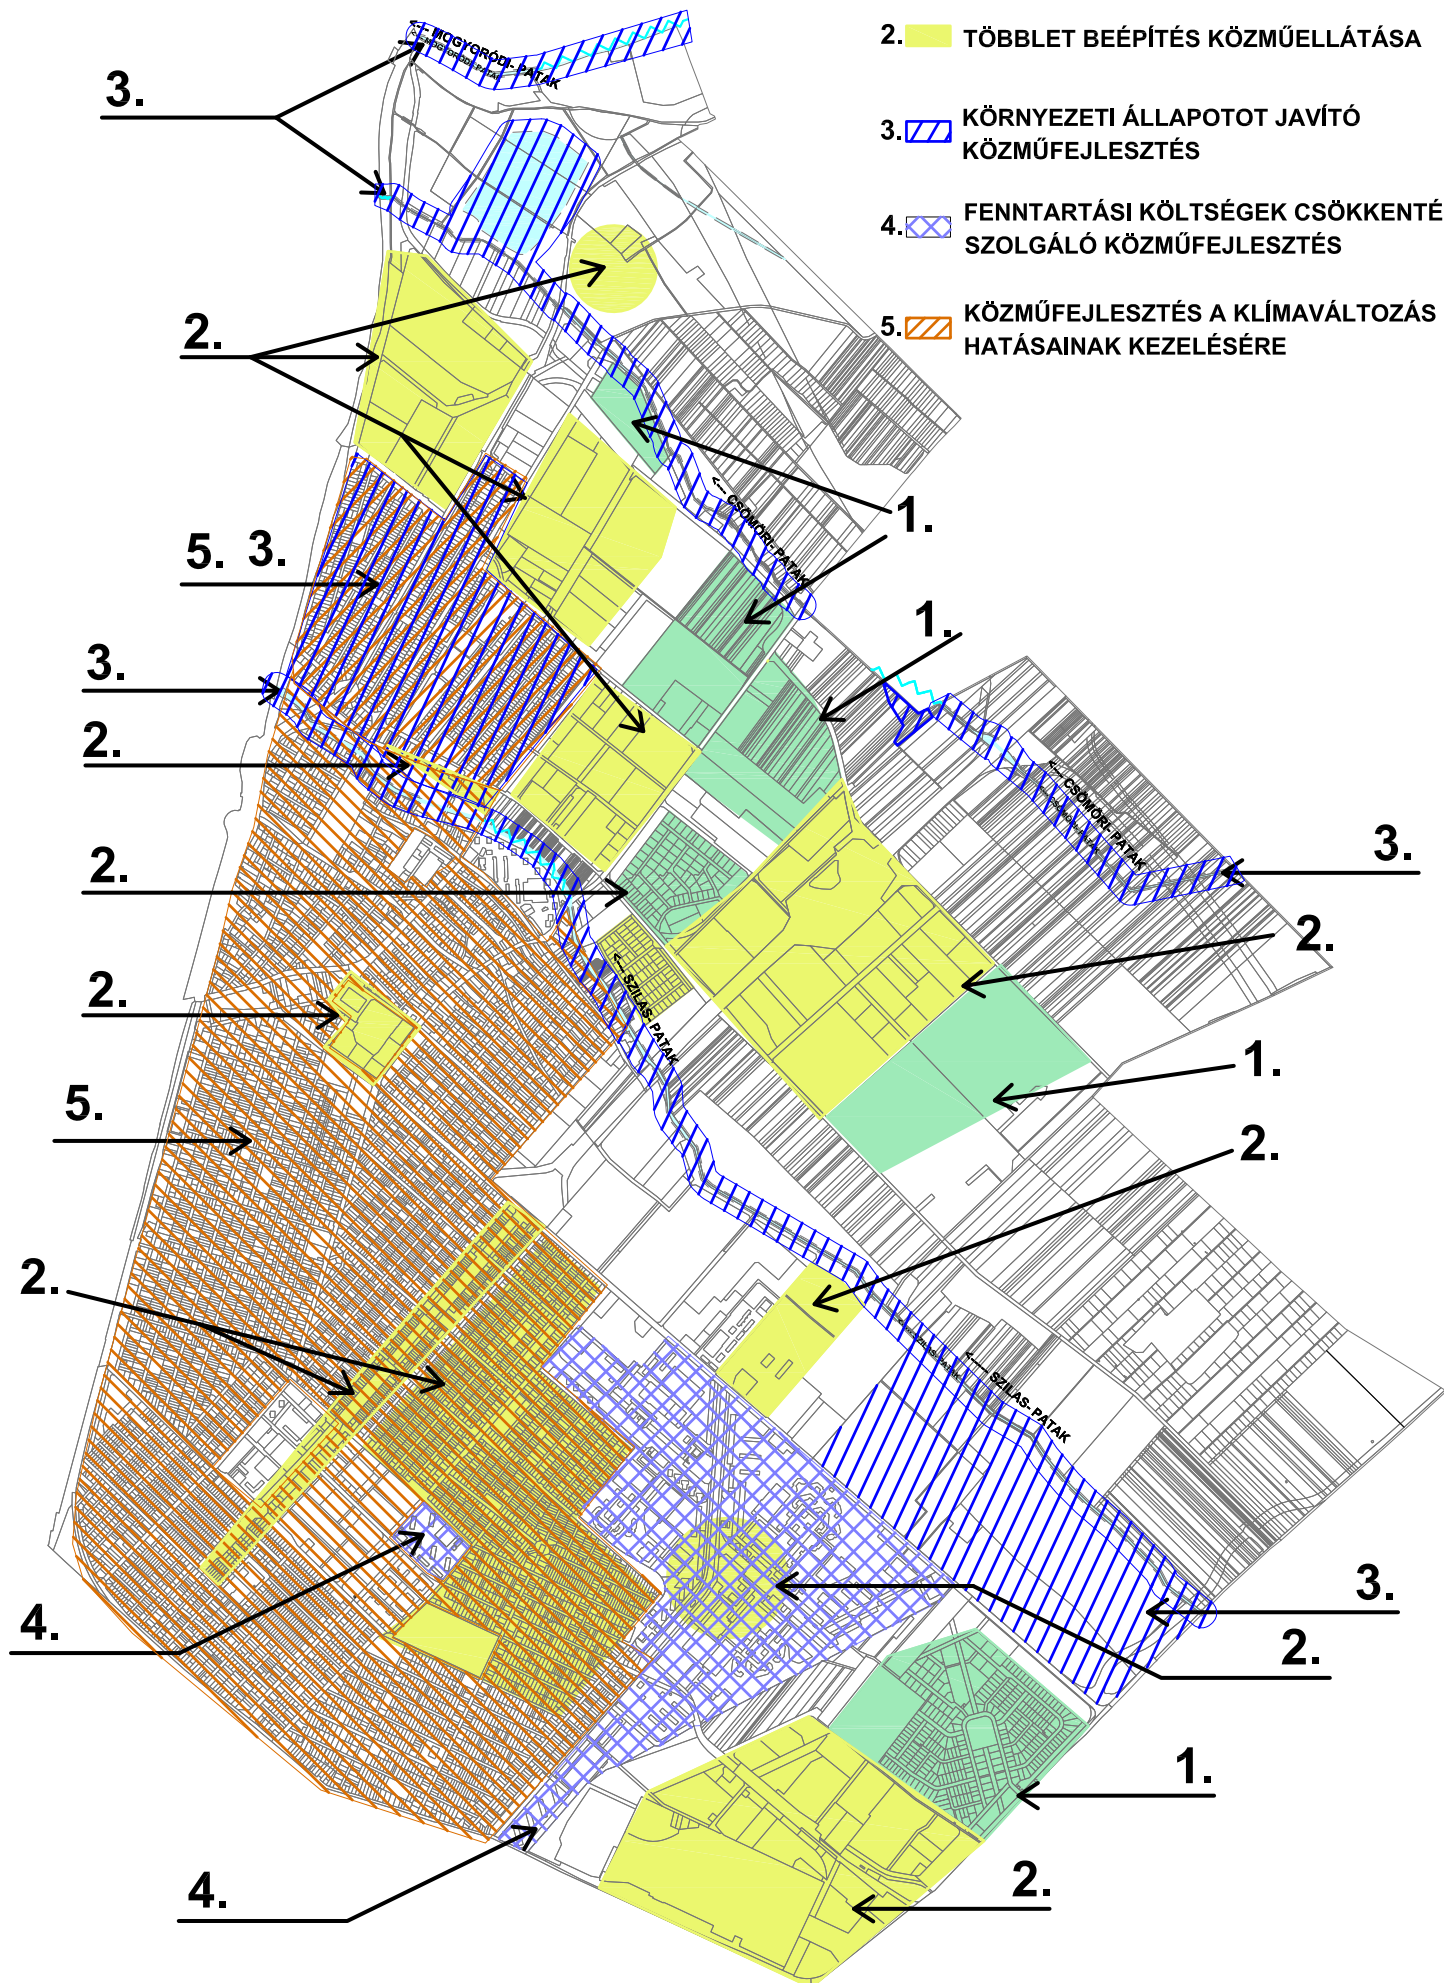 <--- MOGYORÓDI- PATAK
2. TÖBBLET BEÉPÍTÉS KÖZMŰELLÁTÁSA
3.
3. KÖRNYEZETI ÁLLAPOTOT JAVÍTÓ
KÖZMŰFEJLESZTÉS
4. FENNTARTÁSI KÖLTSÉGEK CSÖKKENTÉ
SZOLGÁLÓ KÖZMŰFEJLESZTÉS
5. KÖZMŰFEJLESZTÉS A KLÍMAVÁLTOZÁS
HATÁSAINAK KEZELÉSÉRE
2.
<--- CSÖMÖRI- PATAK
1.
5. 3.
1.
3.
2.
<--- CSÖMÖRI- PATAK
3.
2.
2.
<--- SZILAS- PATAK
2.
1.
5.
2.
2.
<---- SZILAS- PATAK
3.
4.
2.
1.
2.
4.